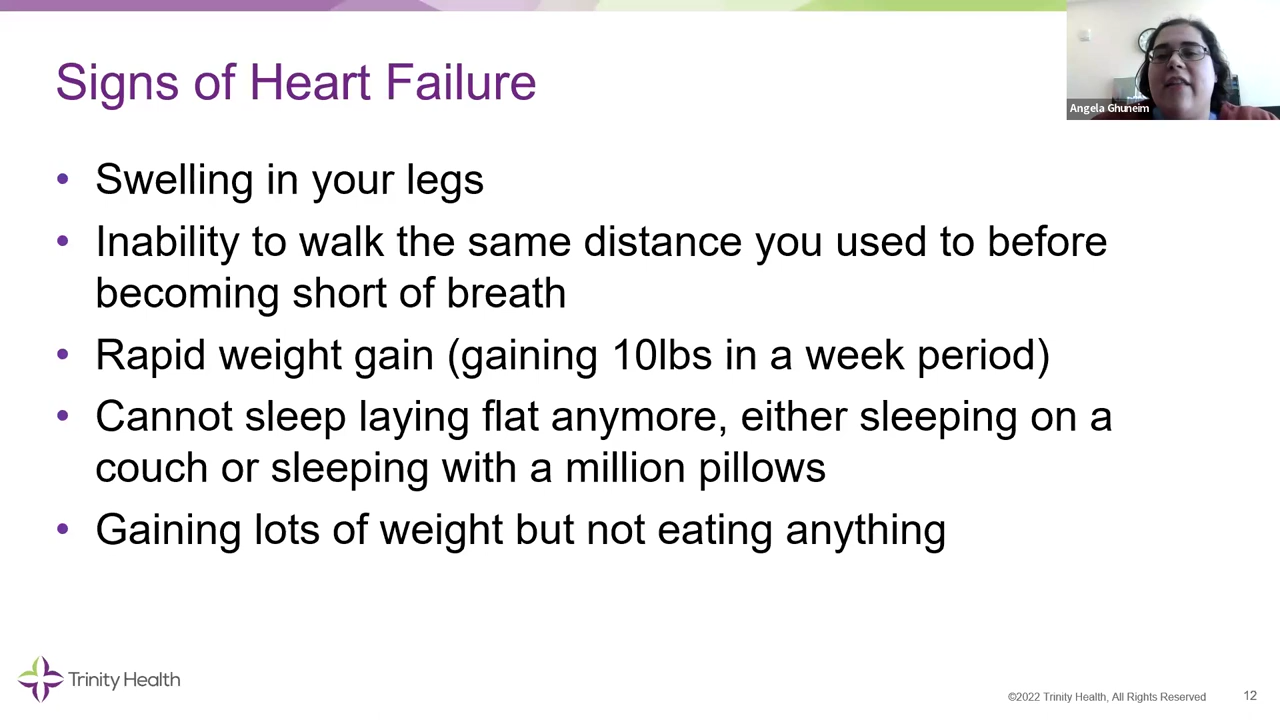 Signs of Heart Failure
Angela Ghuneim
• Swelling in your legs
• Inability to walk the same distance you used to before
becoming short of breath
• Rapid weight gain (gaining 10lbs in a week period)
• Cannot sleep laying flat anymore, either sleeping on a
couch or sleeping with a million pillows
• Gaining lots of weight but not eating anything
Trinity Health
©2022 Trinity Health, All Rights Reserved
12